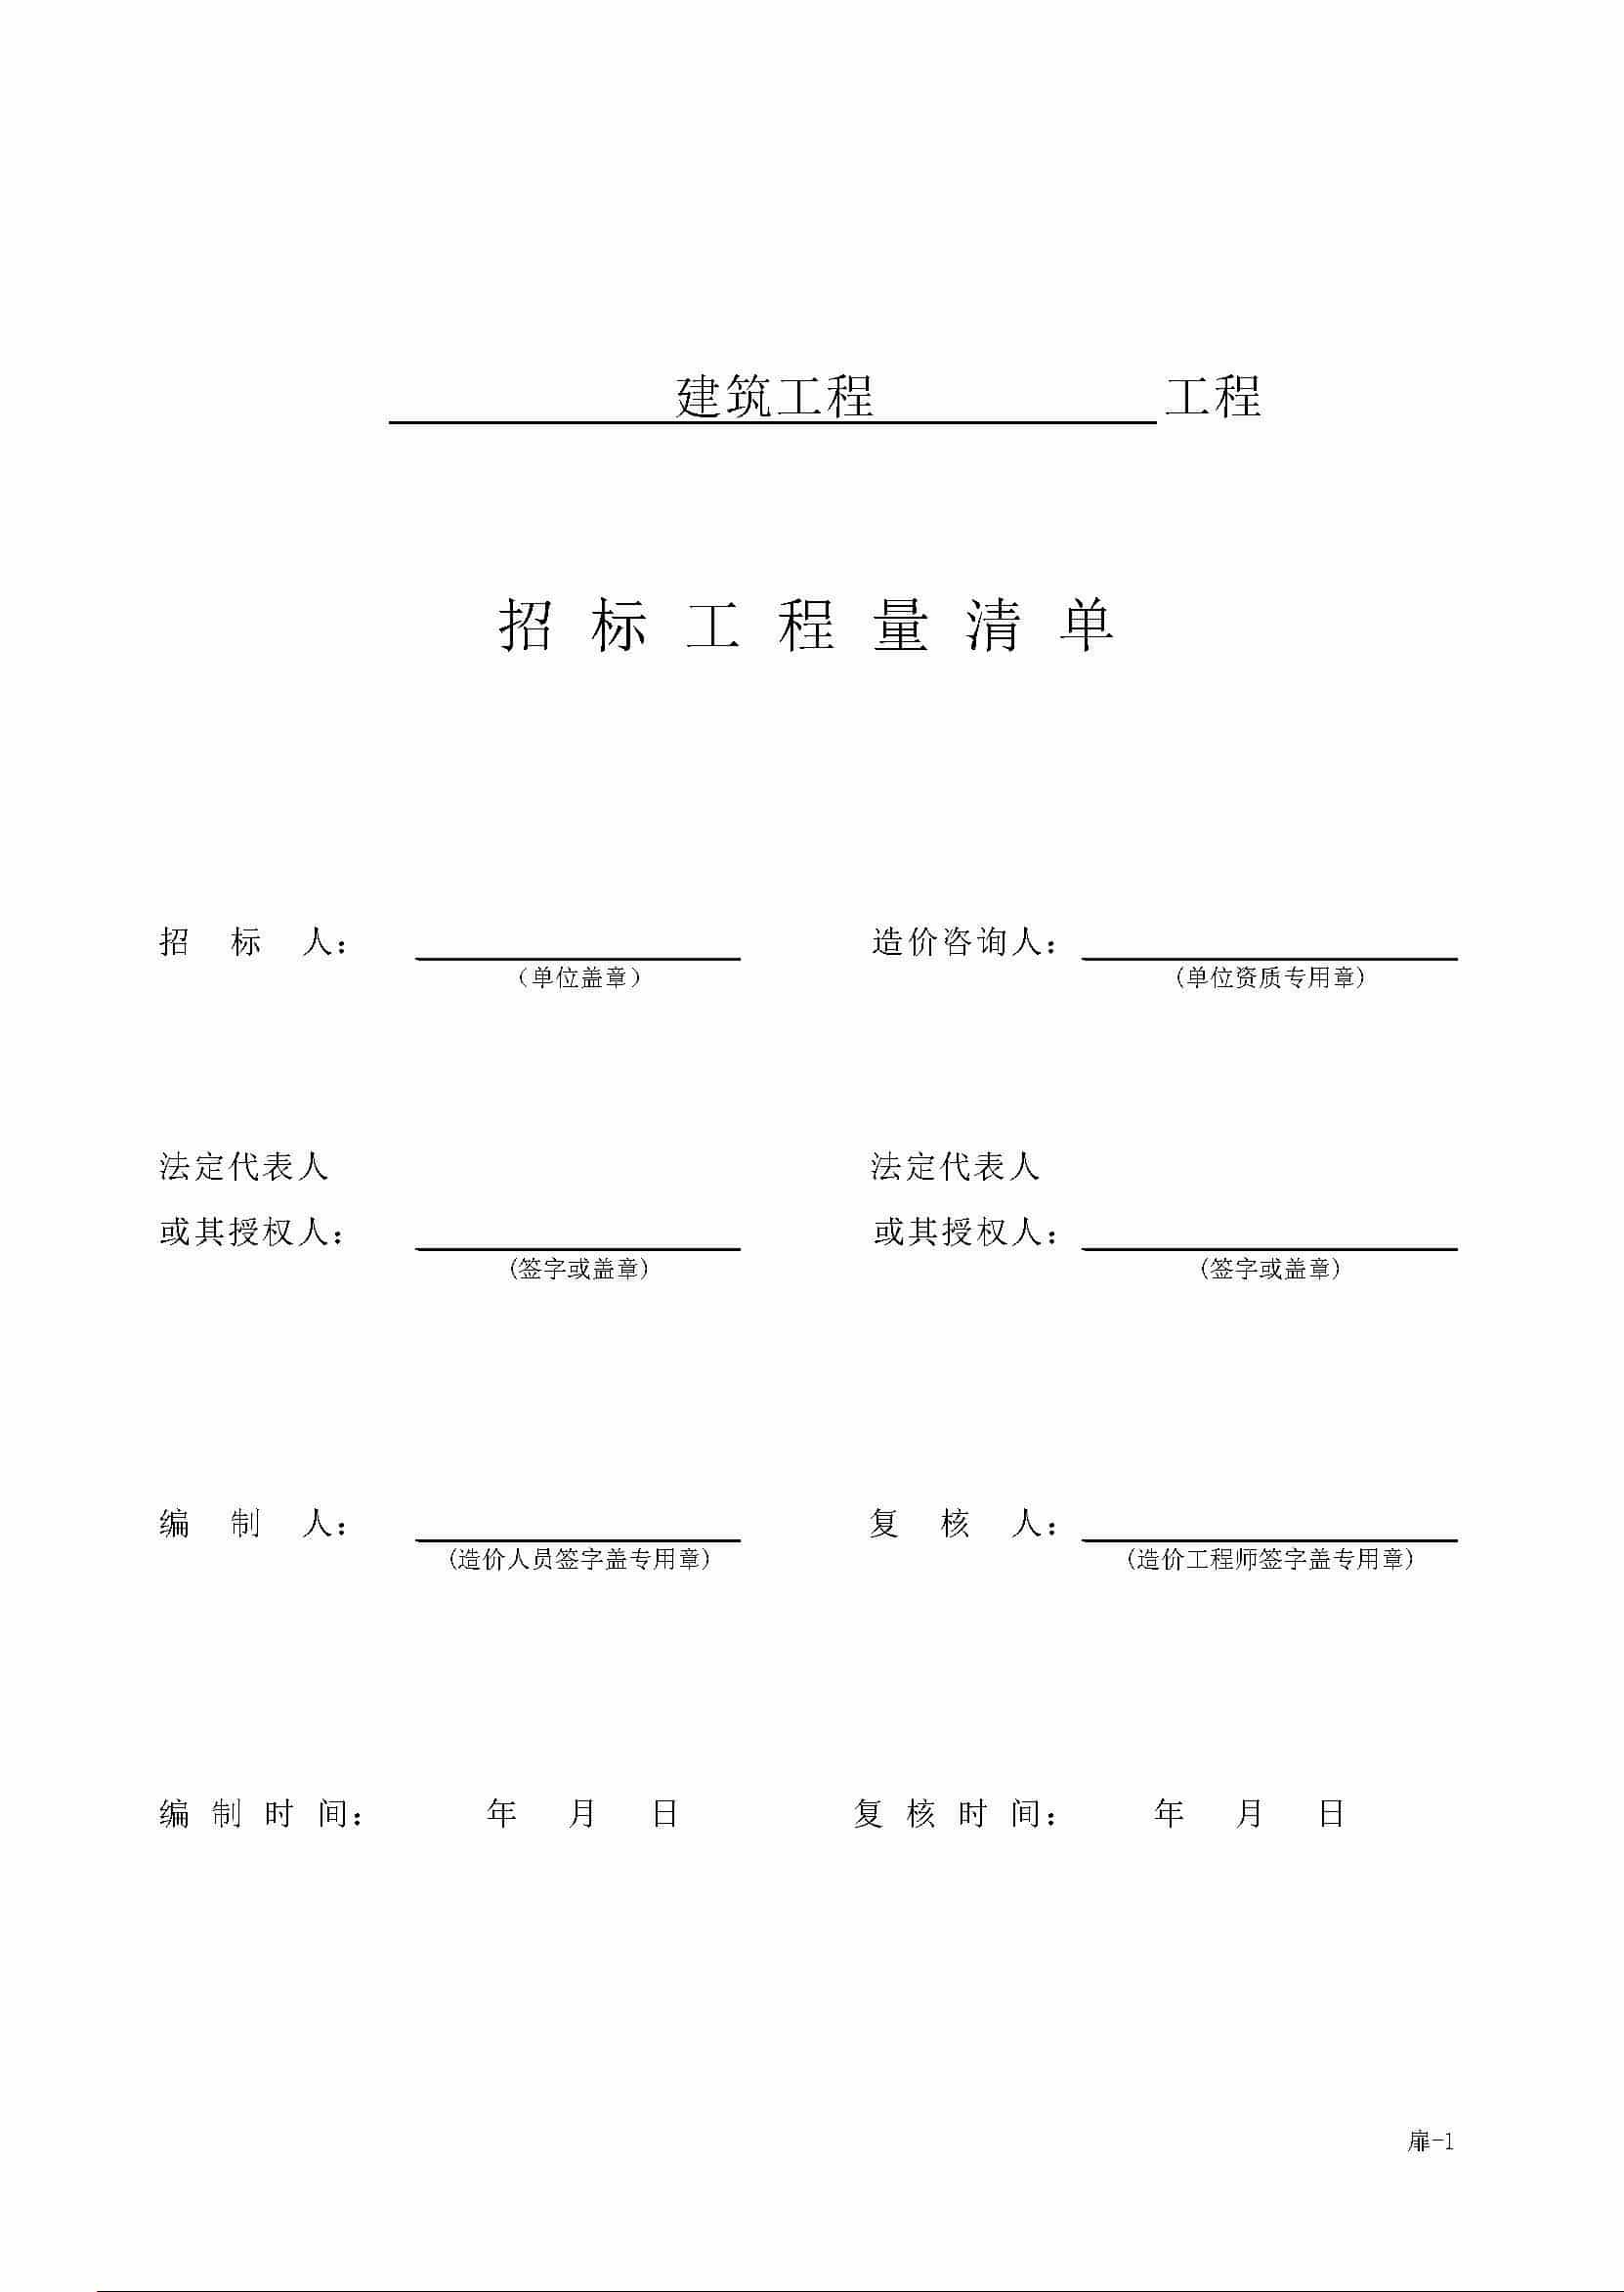 建筑工程 工程
招标工程量清单
招 标 人： 造价咨询人：
（单位盖章） (单位资质专用章)
法定代表人 法定代表人
或其授权人： 或其授权人：
(签字或盖章) (签字或盖章)
编 制 人： 复 核 人：
(造价人员签字盖专用章) (造价工程师签字盖专用章)
编 制 时 间： 年 月 日 复 核 时 间： 年 月 日
扉-1